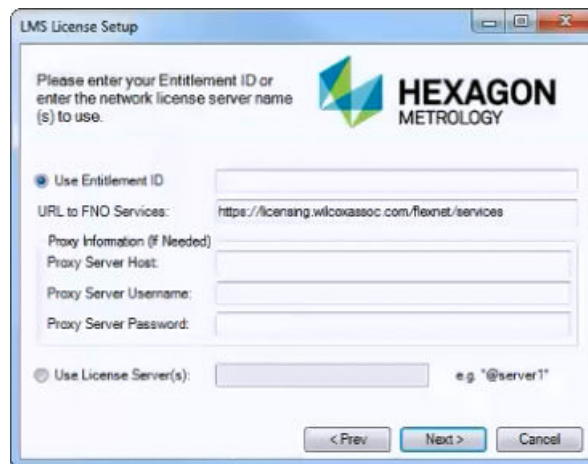 LMS License Setup
Please enter your Entitlement ID or
enter the network license server name
(s) to use.
HEXAGON
METROLOGY
Use Entitlement ID
URL to FNO Services: https://licensing.wilcoxassoc.com/flexnet/services
Proxy Information (If Needed)
Proxy Server Host:
Proxy Server Username:
Proxy Server Password:
Use License Server(s): e.g. "@server1"
< Prev Next > Cancel